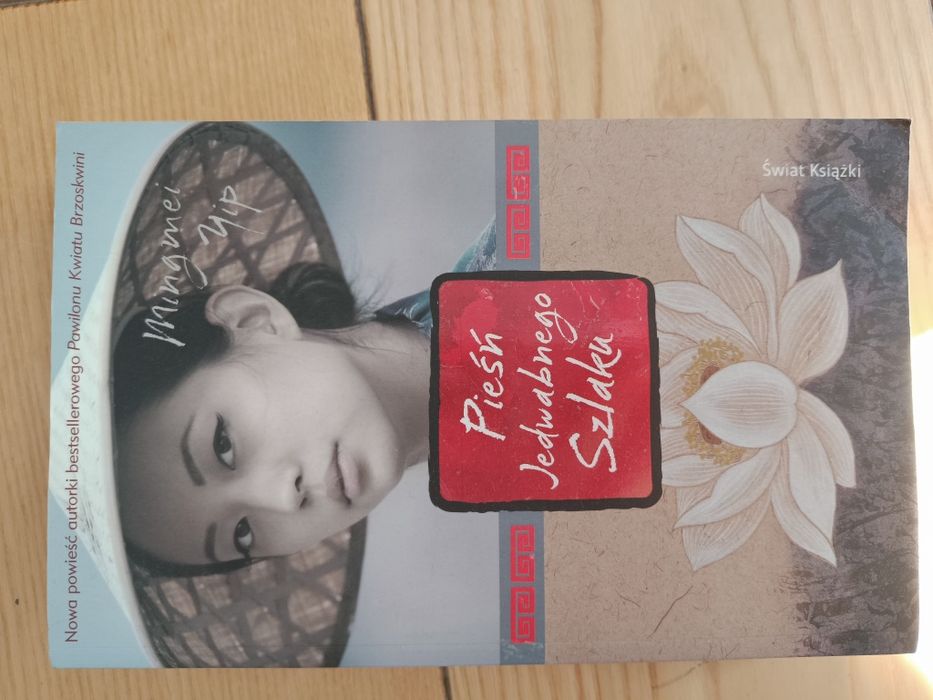 Nowa powieść autorki bestsellerowego Pawilonu Kwiatu Brzoskwini
Mingmei
Yip
Pieśń
Jedwabnego
Szlaku
Świat Książki